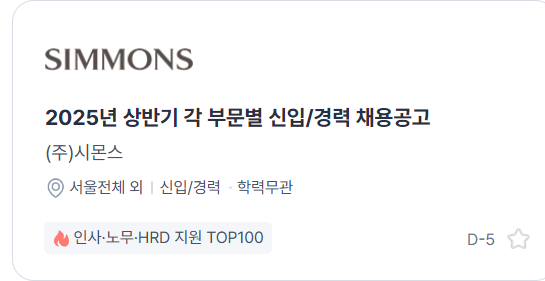 SIMMONS
2025년 상반기 각 부문별 신입/경력 채용공고
(주)시몬스
서울전체 외 | 신입/경력 · 학력무관
인사·노무·HRD 지원 TOP100
D-5